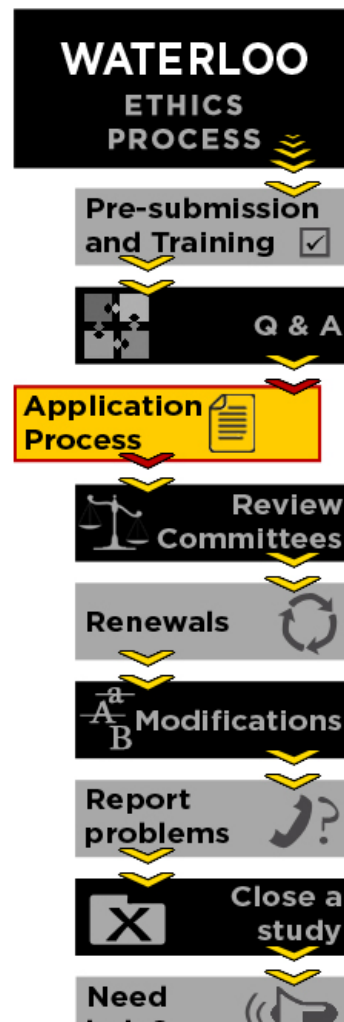 WATERLOO
ETHICS
PROCESS
Pre-submission
and Training
Q & A
Application
Process
Review
Committees
Renewals
a
A
B
Modifications
Report
problems
?
Close a
study
Need